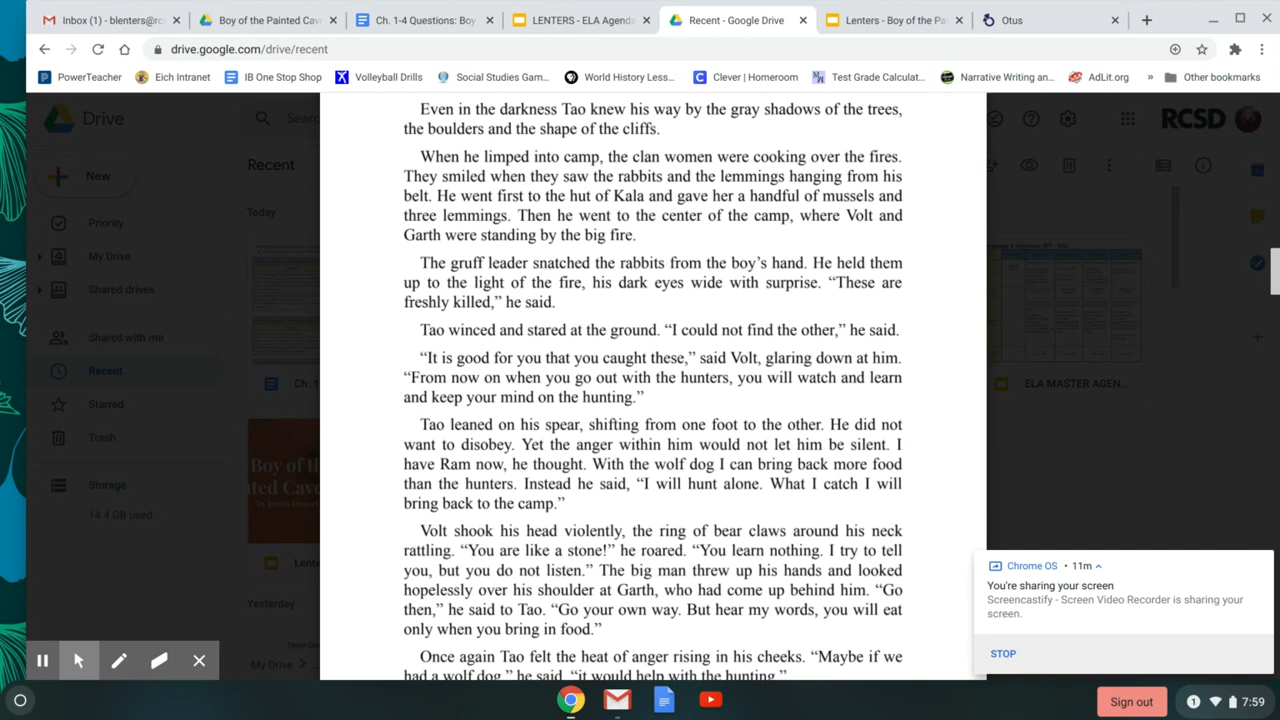 Inbox (1) - blenters@rc
Boy of the Painted Cav
Ch. 1-4 Questions: Boy
LENTERS - ELA Agenda
Recent - Google Drive
Lenters - Boy of the Pa
Otus
drive.google.com/drive/recent
PowerTeacher
Eich Intranet
IB One Stop Shop
Volleyball Drills
Social Studies Gam...
World History Less...
Clever | Homeroom
Test Grade Calculat...
Narrative Writing an...
AdLit.org
Other bookmarks
Drive
Searc
RCSD
New
Recent
Priority
My Drive
Shared drives
Shared with me
Recent
Starred
Trash
Storage
14.4 GB used
Today
Ch. 1
Boy of th
Lente
Yesterday
My Drive
ELA MASTER AGEN...
Even in the darkness Tao knew his way by the gray shadows of the trees,
the boulders and the shape of the cliffs.
When he limped into camp, the clan women were cooking over the fires.
They smiled when they saw the rabbits and the lemmings hanging from his
belt. He went first to the hut of Kala and gave her a handful of mussels and
three lemmings. Then he went to the center of the camp, where Volt and
Garth were standing by the big fire.
The gruff leader snatched the rabbits from the boy’s hand. He held them
up to the light of the fire, his dark eyes wide with surprise. “These are
freshly killed,” he said.
Tao winced and stared at the ground. “I could not find the other,” he said.
“It is good for you that you caught these,” said Volt, glaring down at him.
“From now on when you go out with the hunters, you will watch and learn
and keep your mind on the hunting.”
Tao leaned on his spear, shifting from one foot to the other. He did not
want to disobey. Yet the anger within him would not let him be silent. I
have Ram now, he thought. With the wolf dog I can bring back more food
than the hunters. Instead he said, “I will hunt alone. What I catch I will
bring back to the camp.”
Volt shook his head violently, the ring of bear claws around his neck
rattling. “You are like a stone!” he roared. “You learn nothing. I try to tell
you, but you do not listen.” The big man threw up his hands and looked
hopelessly over his shoulder at Garth, who had come up behind him. “Go
then,” he said to Tao. “Go your own way. But hear my words, you will eat
only when you bring in food.”
Once again Tao felt the heat of anger rising in his cheeks. “Maybe if we
had a wolf dog,” he said, “it would help with the hunting.”
Chrome OS • 11m
You're sharing your screen
Screencastify - Screen Video Recorder is sharing your
screen.
STOP
Sign out
1
7:59